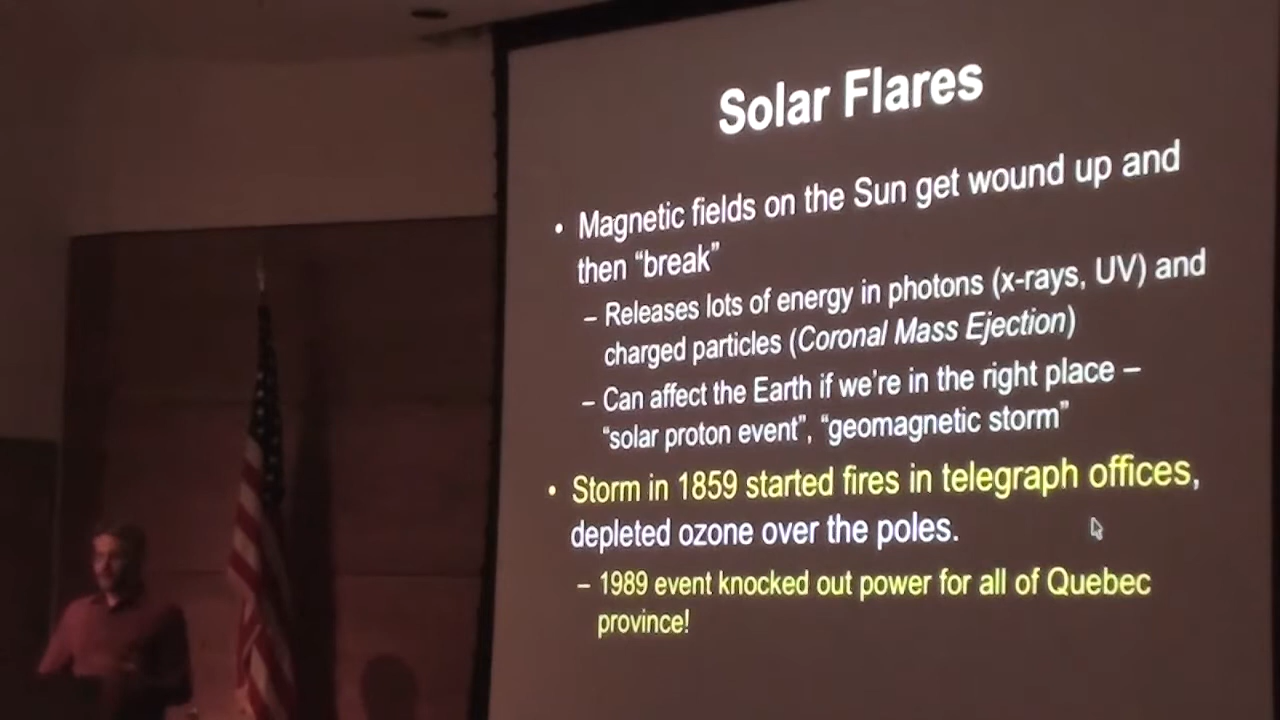 Solar Flares
• Magnetic fields on the Sun get wound up and
then “break”
– Releases lots of energy in photons (x-rays, UV) and
charged particles (Coronal Mass Ejection)
– Can affect the Earth if we’re in the right place –
“solar proton event”, “geomagnetic storm”
• Storm in 1859 started fires in telegraph offices,
depleted ozone over the poles.
– 1989 event knocked out power for all of Quebec
province!